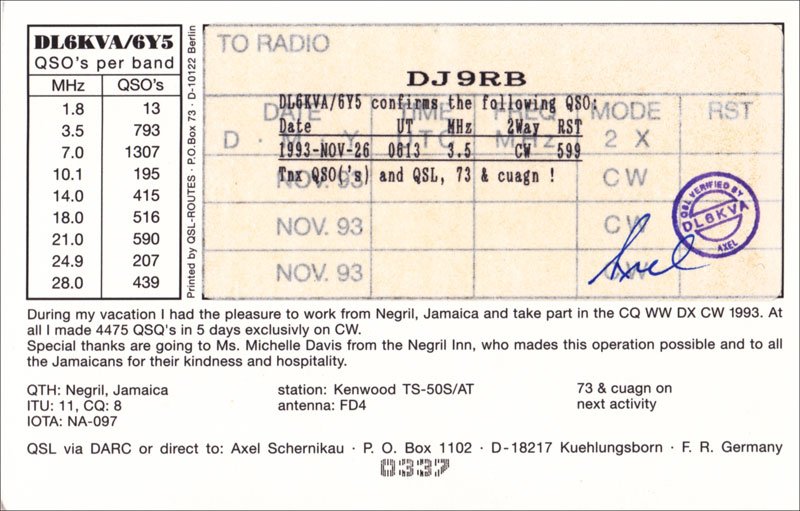 DL6KVA/6Y5
QSO's per band
MHz QSO's
1.8 13
3.5 793
7.0 1307
10.1 195
14.0 415
18.0 516
21.0 590
24.9 207
28.0 439
Printed by QSL-ROUTES · P.O.Box 73 · D-10122 Berlin
TO RADIO
DJ9RB
DATE TIME FREQ MODE RST
D · M · Y UTC MHz 2 X
NOV. 93 CW
NOV. 93 CW
NOV. 93 CW
DL6KVA/6Y5 confirms the following QSO:
Date UT MHz 2Way RST
1993-NOV-26 0613 3.5 CW 599
Tnx QSO('s) and QSL, 73 & cuagn !
QSL VERIFIED BY
DL6KVA
AXEL
Axel
During my vacation I had the pleasure to work from Negril, Jamaica and take part in the CQ WW DX CW 1993. At
all I made 4475 QSQ's in 5 days exclusivly on CW.
Special thanks are going to Ms. Michelle Davis from the Negril Inn, who mades this operation possible and to all
the Jamaicans for their kindness and hospitality.
QTH: Negril, Jamaica station: Kenwood TS-50S/AT 73 & cuagn on
ITU: 11, CQ: 8 antenna: FD4 next activity
IOTA: NA-097
QSL via DARC or direct to: Axel Schernikau · P. O. Box 1102 · D-18217 Kuehlungsborn · F. R. Germany
0337